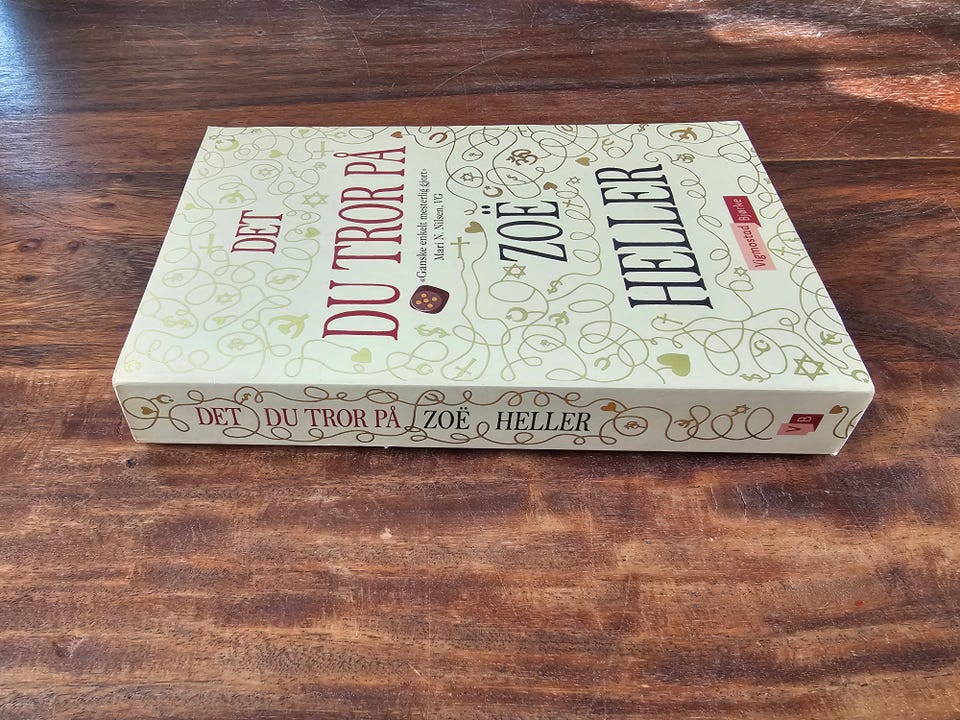 DET
DU TROR PÅ
«Ganske enkelt mesterlig gjort»
Mari N. Nilsen, VG
ZOË
HELLER
Vigmostad Bjørke
DET DU TROR PÅ ZOË HELLER
V B